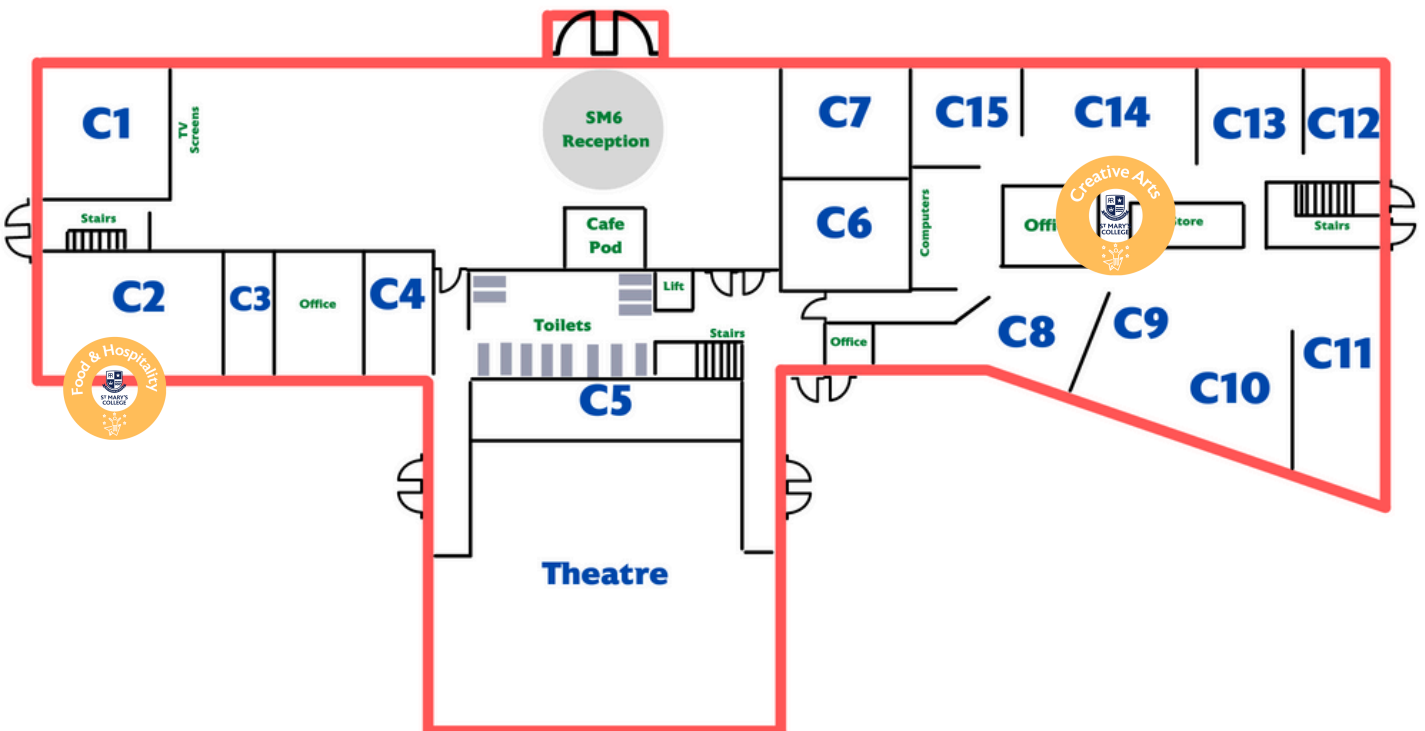 C1
TV
Screens
SM6
Reception
C7
C15
C14
C13
C12
Creative Arts
ST MARY'S
COLLEGE
Stairs
Cafe
Pod
C6
Computers
Offi
Store
Stairs
C2
C3
Office
C4
Lift
Toilets
Stairs
Office
C8
C9
C10
C11
Food & Hospitality
ST MARY'S
COLLEGE
C5
Theatre